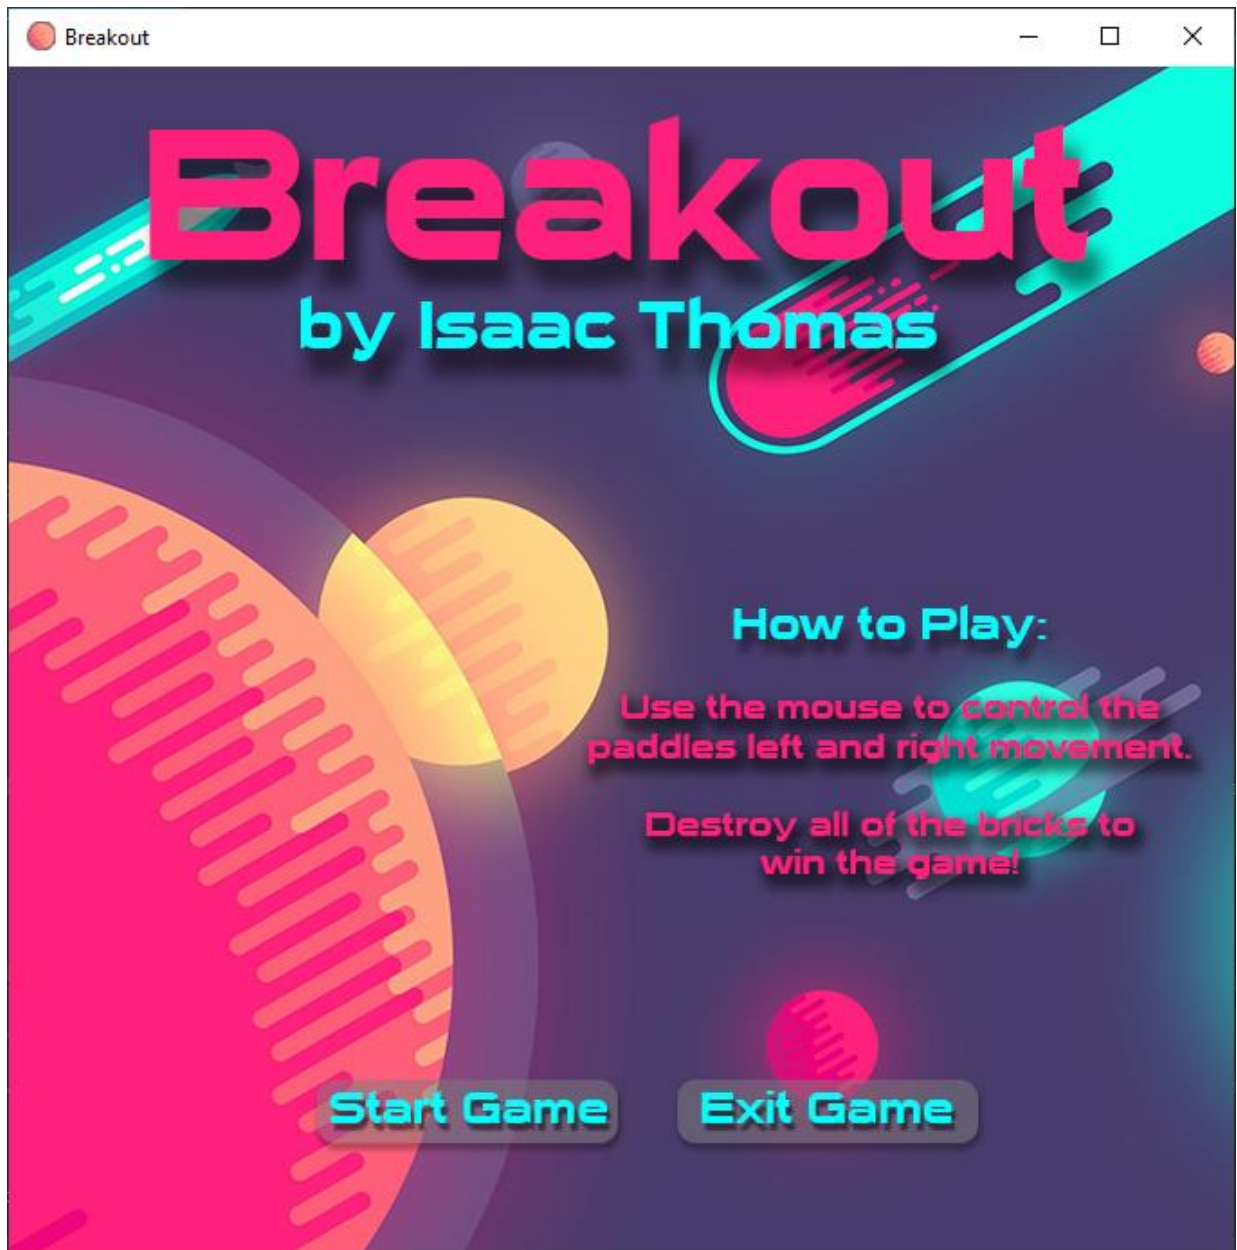 Breakout
Breakout
by Isaac Thomas
How to Play:
Use the mouse to control the
paddles left and right movement.
Destroy all of the bricks to
win the game!
Start Game
Exit Game